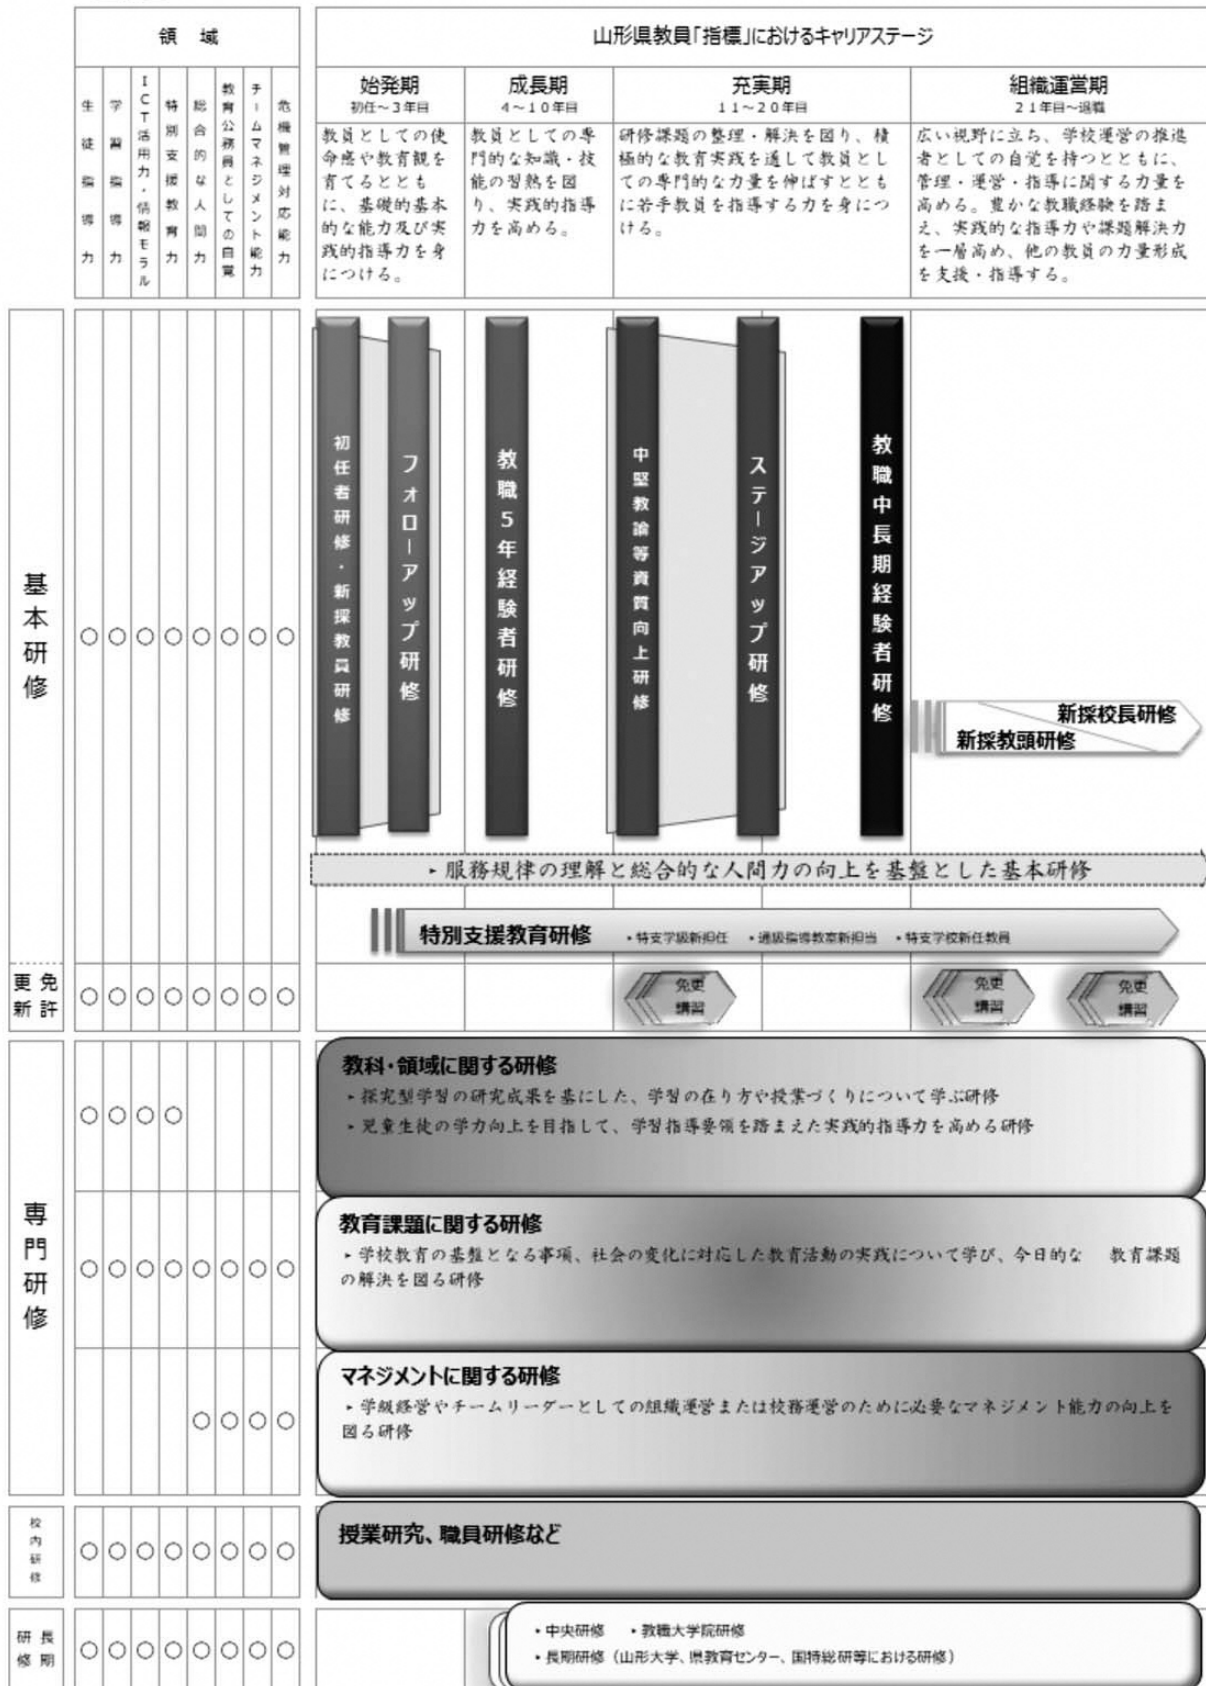 領域
山形県教員「指標」におけるキャリアステージ
生徒指導力
学習指導力
ICT活用力・情報モラル
特別支援教育力
総合的な人間力
教育公務員としての自覚
チームマネジメント能力
危機管理対応能力
始発期
初任～3年目
教員としての使
命感や教育観を
育てるととも
に、基礎的基本
的な能力及び実
践的指導力を身
につける。
成長期
4～10年目
教員としての専
門的な知識・技
能の習熟を図
り、実践的指導
力を高める。
充実期
11～20年目
研修課題の整理・解決を図り、積
極的な教育実践を通して教員とし
ての専門的な力量を伸ばすととも
に若手教員を指導する力を身につ
ける。
組織運営期
21年目～退職
広い視野に立ち、学校運営の推進
者としての自覚を持つとともに、
管理・運営・指導に関する力量を
高める。豊かな教職経験を踏ま
え、実践的な指導力や課題解決力
を一層高め、他の教員の力量形成
を支援・指導する。
基本研修
○○○○○○○○
初任者研修・新採教員研修
フォローアップ研修
教職5年経験者研修
中堅教諭等資質向上研修
ステージアップ研修
教職中長期経験者研修
新採校長研修
新採教頭研修
▸服務規律の理解と総合的な人間力の向上を基盤とした基本研修
特別支援教育研修 ・特支学級新担任 ・通級指導教室新担当 ・特支学校新任教員
免許
更新
○○○○○○○○
免更
講習
免更
講習
免更
講習
専門研修
○○○○
教科・領域に関する研修
▸探究型学習の研究成果を基にした、学習の在り方や授業づくりについて学ぶ研修
▸児童生徒の学力向上を目指して、学習指導要領を踏まえた実践的指導力を高める研修
○○○○○○○○
教育課題に関する研修
▸学校教育の基盤となる事項、社会の変化に対応した教育活動の実践について学び、今日的な 教育課題
の解決を図る研修
○○○○
マネジメントに関する研修
▸学級経営やチームリーダーとしての組織運営または校務運営のために必要なマネジメント能力の向上を
図る研修
校内研修
○○○○○○○○
授業研究、職員研修など
長期
研修
○○○○○○○○
・中央研修 ・教職大学院研修
・長期研修（山形大学、県教育センター、国特総研等における研修）